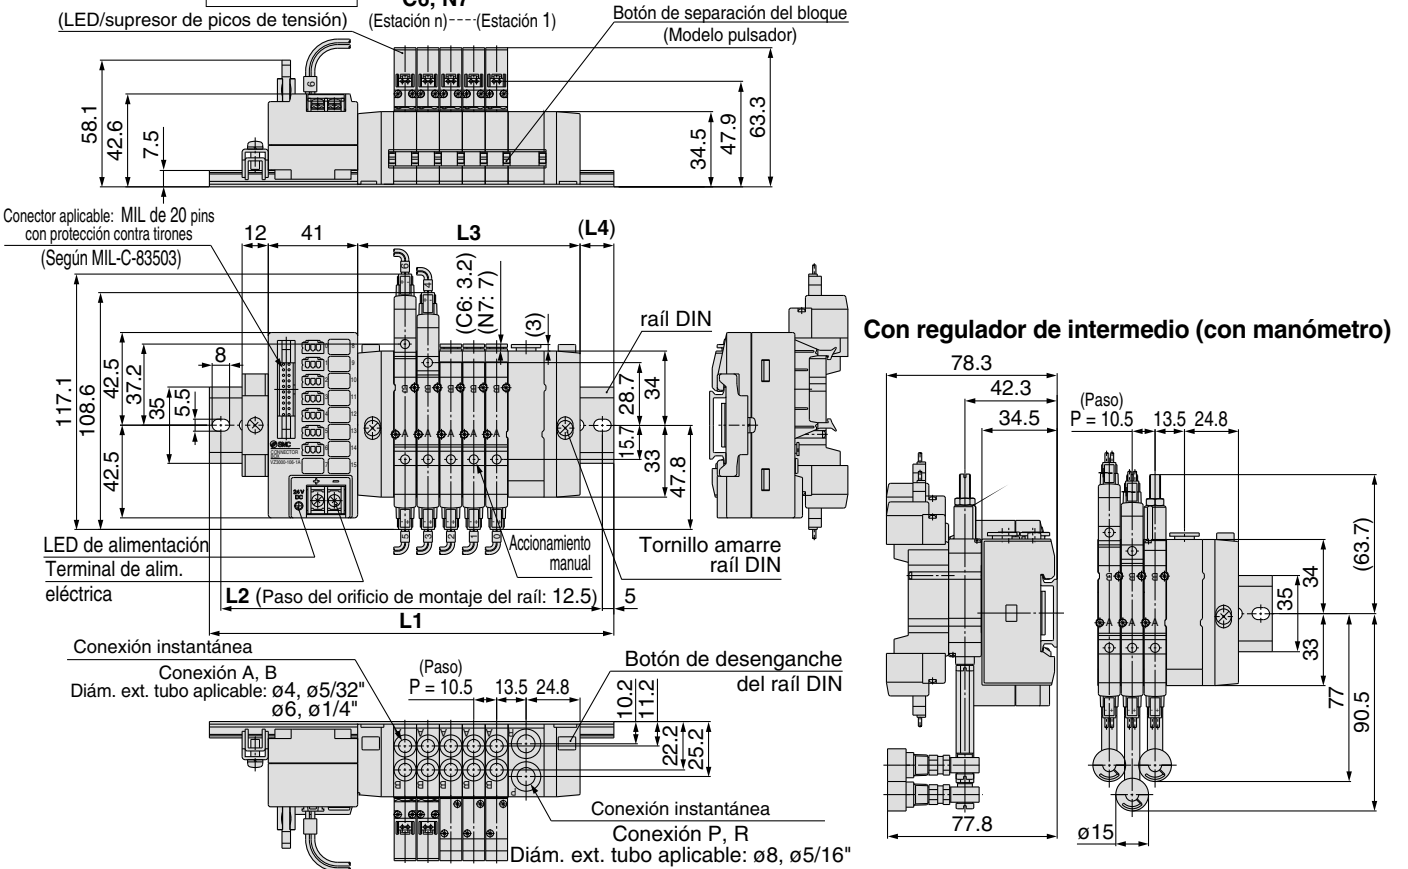 C6, N7
(LED/supresor de picos de tensión)
(Estación n)----(Estación 1)
Botón de separación del bloque
(Modelo pulsador)
58.1
42.6
7.5
34.5
47.9
63.3
Conector aplicable: MIL de 20 pins
con protección contra tirones
(Según MIL-C-83503)
12
41
L3
(L4)
(C6: 3.2)
(N7: 7)
(3)
raíl DIN
117.1
108.6
42.5
37.2
35
8
5.5
42.5
28.7
34
15.7
33
47.8
SMC
CONNECTOR
24V
DC
+
−
LED de alimentación
Terminal de alim.
eléctrica
Accionamiento
manual
Tornillo amarre
raíl DIN
L2 (Paso del orificio de montaje del raíl: 12.5)
5
L1
Conexión instantánea
Conexión A, B
Diám. ext. tubo aplicable: ø4, ø5/32"
ø6, ø1/4"
(Paso)
P = 10.5
13.5
24.8
Botón de desenganche
del raíl DIN
10.2
11.2
22.2
25.2
Conexión instantánea
Conexión P, R
Diám. ext. tubo aplicable: ø8, ø5/16"
Con regulador de intermedio (con manómetro)
78.3
42.3
34.5
77.8
(Paso)
P = 10.5
13.5
24.8
(63.7)
34
35
33
77
90.5
ø15